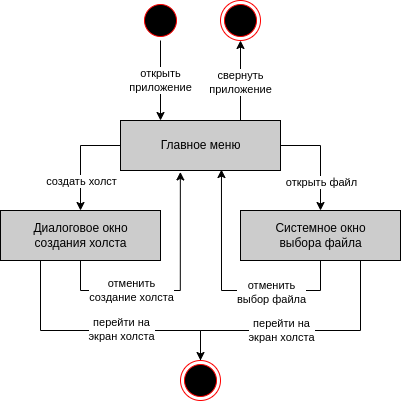 открыть
приложение
свернуть
приложение
Главное меню
создать холст
открыть файл
Диалоговое окно
создания холста
Системное окно
выбора файла
отменить
создание холста
отменить
выбор файла
перейти на
экран холста
перейти на
экран холста